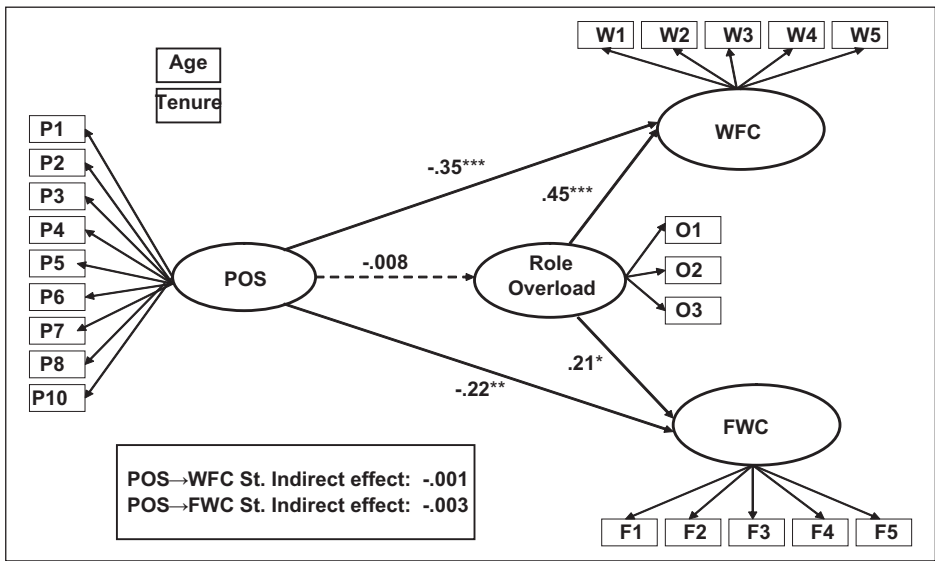 Age
Tenure
W1 W2 W3 W4 W5
WFC
P1
P2
P3
P4
P5
P6
P7
P8
P10
-.35***
.45***
POS
-.008
Role
Overload
O1
O2
O3
-.22**
.21*
FWC
F1 F2 F3 F4 F5
POS→WFC St. Indirect effect: -.001
POS→FWC St. Indirect effect: -.003